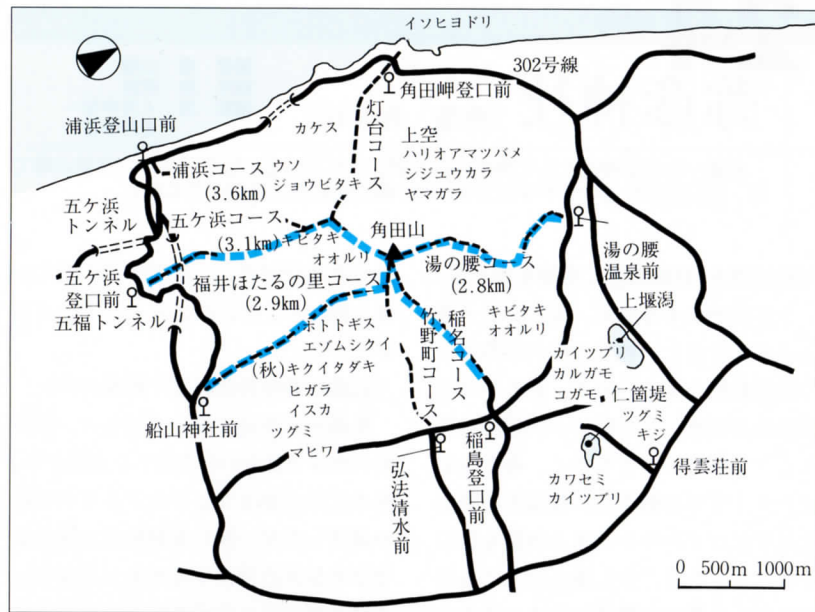 イソヒヨドリ
302号線
角田岬登口前
浦浜登山口前
カケス
灯台コース
上空
ハリオアマツバメ
シジュウカラ
ヤマガラ
浦浜コース
(3.6km)
ウソ
ジョウビタキ
五ケ浜
トンネル
五ケ浜コース
(3.1km)
キビタキ
オオルリ
角田山
湯の腰
温泉前
湯の腰コース
(2.8km)
五ケ浜
登口前
五福トンネル
福井ほたるの里コース
(2.9km)
キビタキ
オオルリ
上堰潟
ホトトギス
エゾムシクイ
(秋)キクイタダキ
ヒガラ
イスカ
ツグミ
マヒワ
竹野町コース
稲名コース
カイツブリ
カルガモ
コガモ
仁箇堤
ツグミ
キジ
船山神社前
弘法清水前
稲島登口前
カワセミ
カイツブリ
得雲荘前
0 500m 1000m